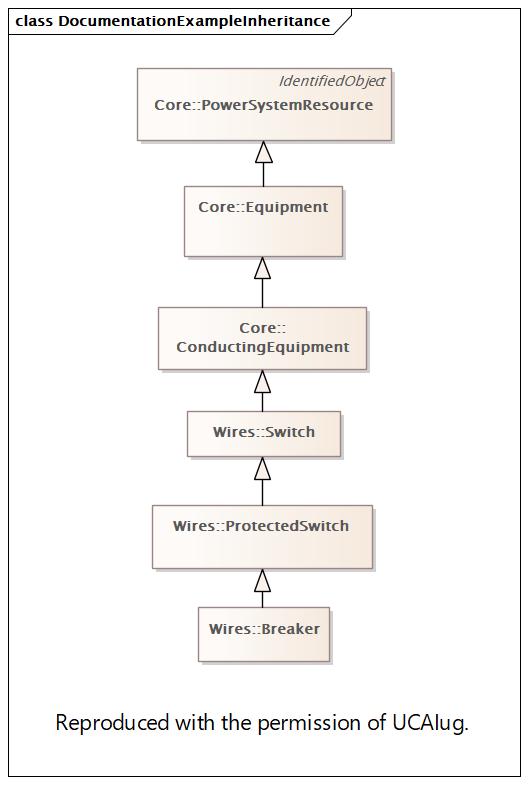 class DocumentationExampleInheritance
IdentifiedObject
Core::PowerSystemResource
Core::Equipment
Core::
ConductingEquipment
Wires::Switch
Wires::ProtectedSwitch
Wires::Breaker
Reproduced with the permission of UCAIug.